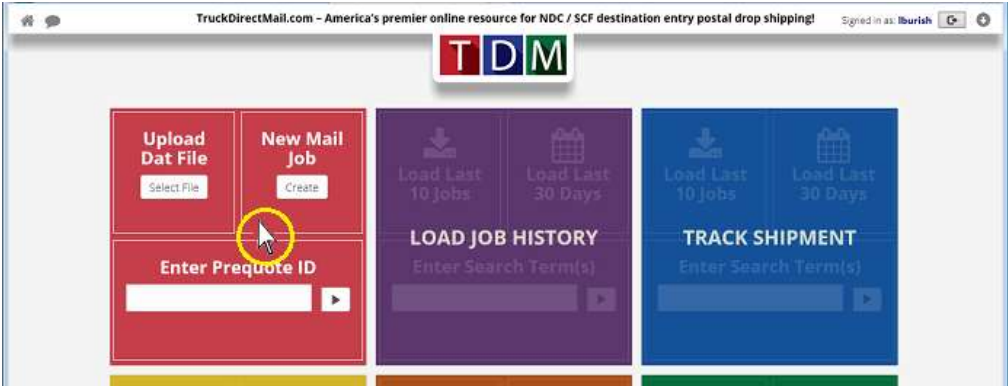 TruckDirectMail.com – America's premier online resource for NDC / SCF destination entry postal drop shipping!
Signed in as: lburish
TDM
Upload
Dat File
Select File
New Mail
Job
Create
Enter Prequote ID
Load Last
10 Jobs
Load Last
30 Days
LOAD JOB HISTORY
Enter Search Term(s)
Load Last
10 Jobs
Load Last
30 Days
TRACK SHIPMENT
Enter Search Term(s)